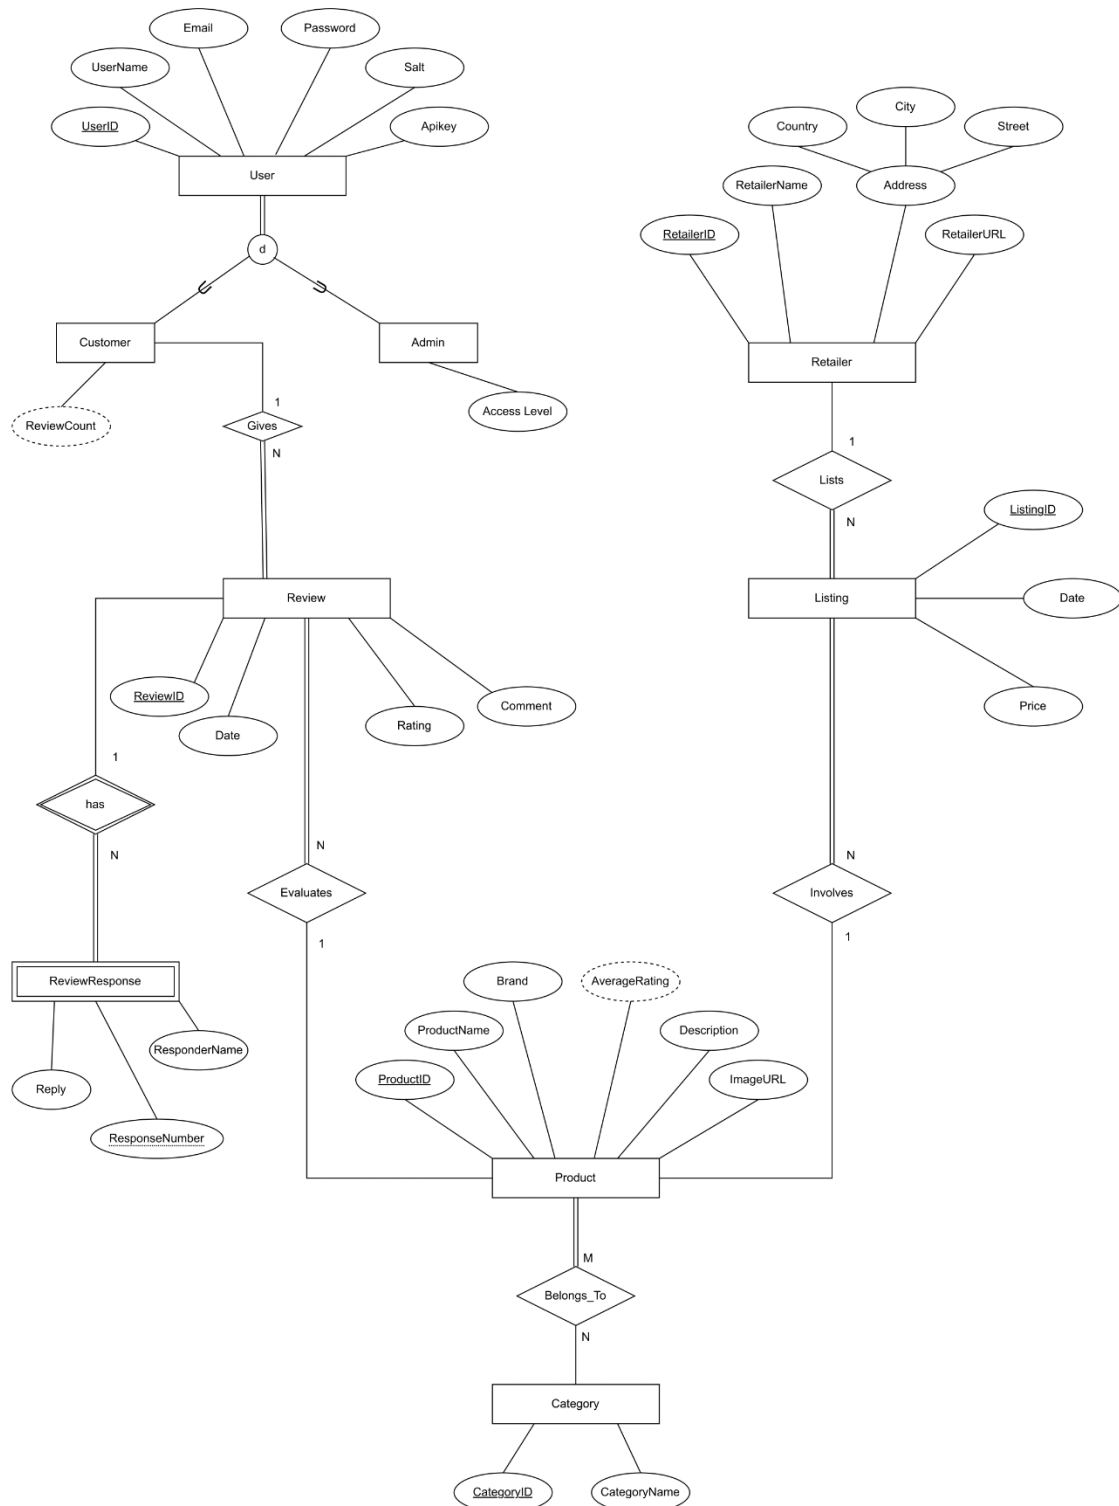 Email
Password
UserName
Salt
UserID
Apikey
User
d
Customer
Admin
ReviewCount
Access Level
1
Gives
N
City
Country
Street
RetailerName
Address
RetailerID
RetailerURL
Retailer
1
Lists
N
ListingID
Review
Listing
Date
ReviewID
Date
Rating
Comment
Price
1
has
N
N
Evaluates
1
N
Involves
1
ReviewResponse
ResponderName
Reply
ResponseNumber
Brand
AverageRating
ProductName
Description
ProductID
ImageURL
Product
M
Belongs_To
N
Category
CategoryID
CategoryName